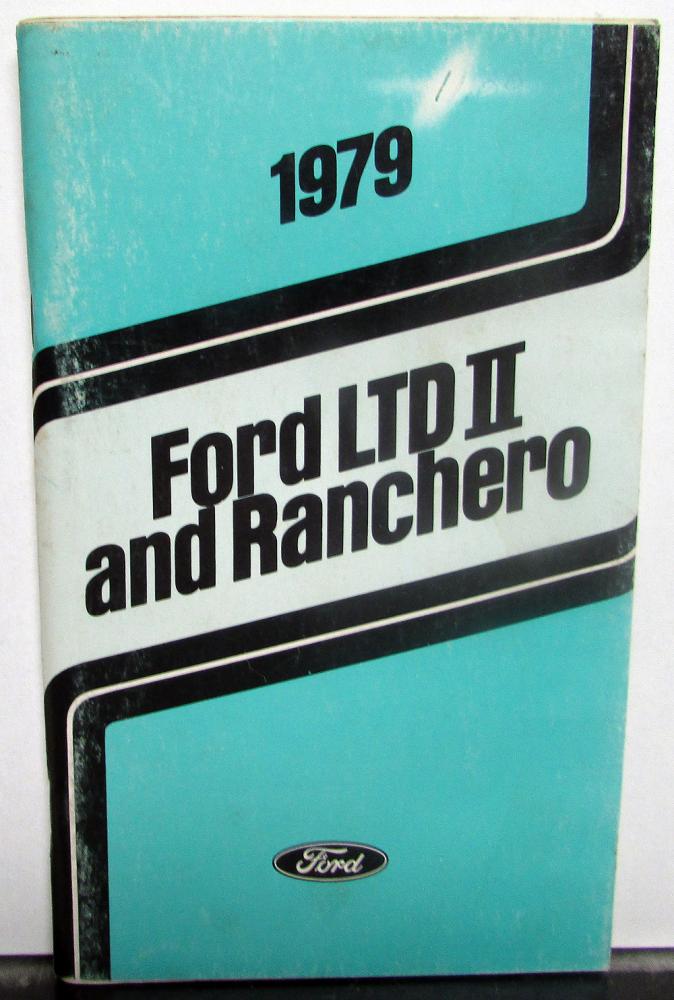 1979
Ford LTD II
and Ranchero
Ford